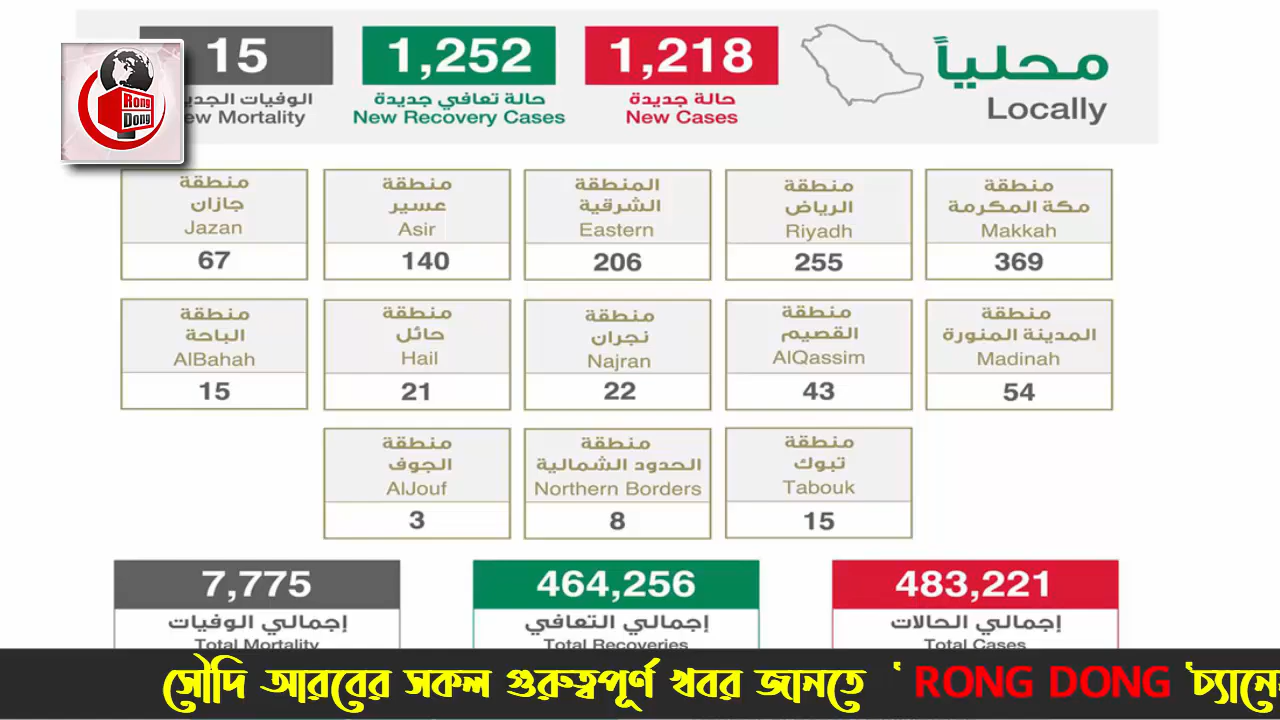 15
1,252
1,218
محلياً
الوفيات الجدي
حالة تعافي جديدة
حالة جديدة
ew Mortality
New Recovery Cases
New Cases
Locally
Rong
Dong
منطقة
جازان
Jazan
67
منطقة
عسير
Asir
140
المنطقة
الشرقية
Eastern
206
منطقة
الرياض
Riyadh
255
منطقة
مكة المكرمة
Makkah
369
منطقة
الباحة
AlBahah
15
منطقة
حائل
Hail
21
منطقة
نجران
Najran
22
منطقة
القصيم
AlQassim
43
منطقة
المدينة المنورة
Madinah
54
منطقة
الجوف
AlJouf
3
منطقة
الحدود الشمالية
Northern Borders
8
منطقة
تبوك
Tabouk
15
7,775
إجمالي الوفيات
Total Mortality
464,256
إجمالي التعافي
Total Recoveries
483,221
إجمالي الحالات
Total Cases
সৌদি আরবের সকল গুরুত্বপূর্ণ খবর জানতে ' RONG DONG 'চ্যানে